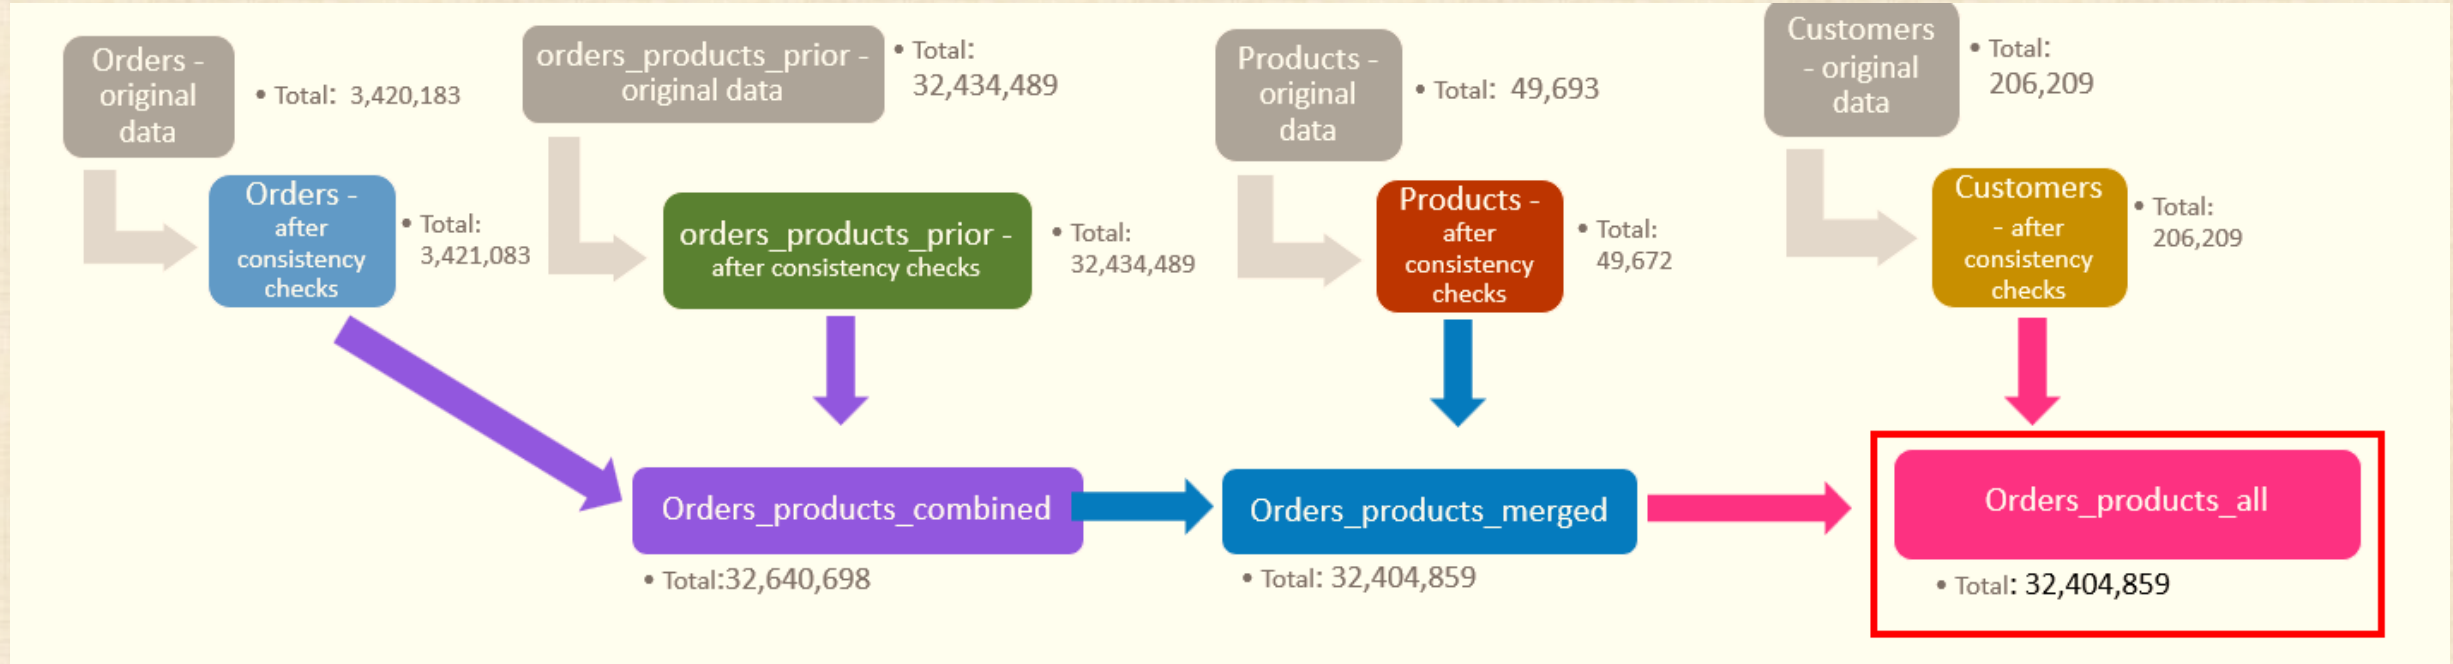 Orders -
original
data
• Total: 3,420,183
orders_products_prior -
original data
• Total:
32,434,489
Products -
original
data
• Total: 49,693
Customers
- original
data
• Total:
206,209
Orders -
after
consistency
checks
• Total:
3,421,083
orders_products_prior -
after consistency checks
• Total:
32,434,489
Products -
after
consistency
checks
• Total:
49,672
Customers
- after
consistency
checks
• Total:
206,209
Orders_products_combined
• Total:32,640,698
Orders_products_merged
• Total: 32,404,859
Orders_products_all
• Total: 32,404,859